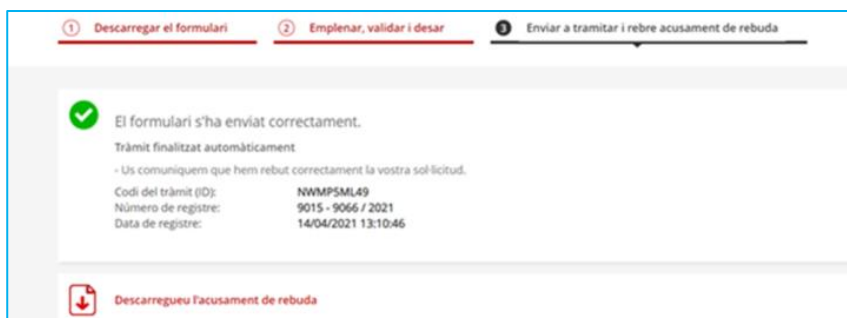 1 Descarregar el formulari 2 Emplenar, validar i desar 3 Enviar a tramitar i rebre acusament de rebuda
El formulari s'ha enviat correctament.
Tràmit finalitzat automàticament
- Us comuniquem que hem rebut correctament la vostra sol·licitud.
Codi del tràmit (ID): NWMP5ML49
Número de registre: 9015 - 9066 / 2021
Data de registre: 14/04/2021 13:10:46
Descarregueu l'acusament de rebuda